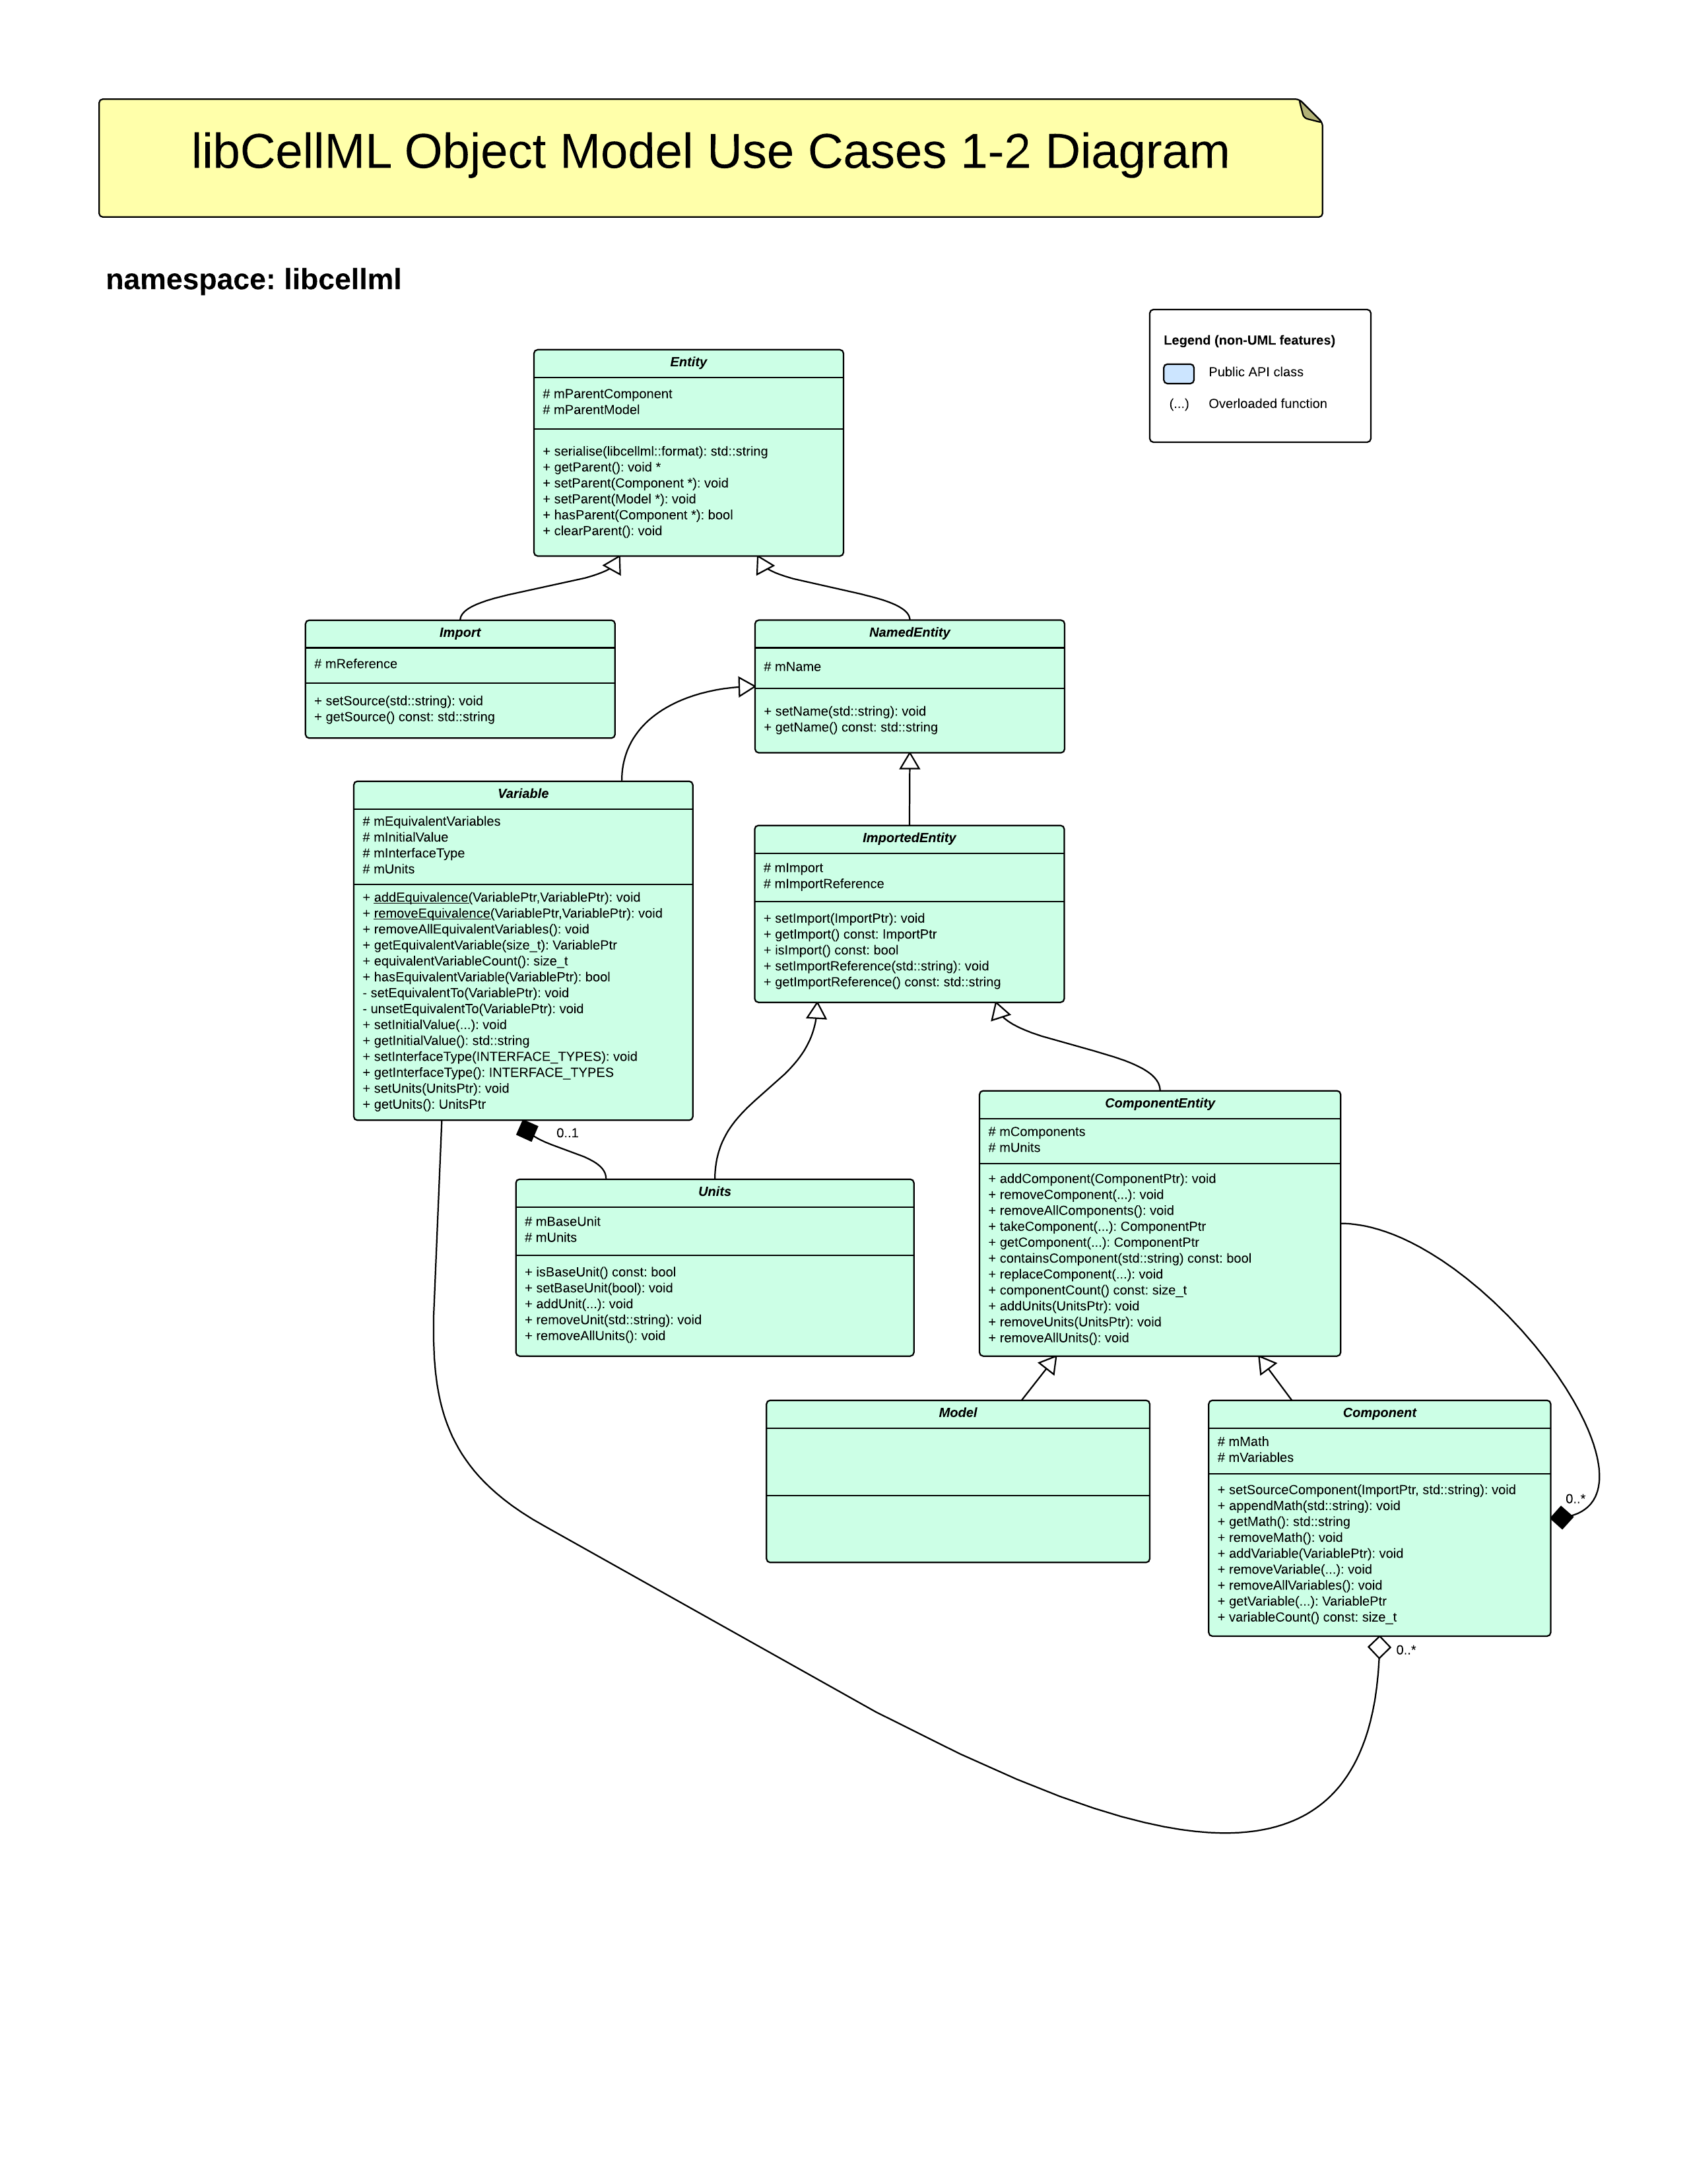 libCellML Object Model Use Cases 1-2 Diagram
namespace: libcellml
Legend (non-UML features)
Public API class
(...) Overloaded function
Entity
# mParentComponent
# mParentModel
+ serialise(libcellml::format): std::string
+ getParent(): void *
+ setParent(Component *): void
+ setParent(Model *): void
+ hasParent(Component *): bool
+ clearParent(): void
Import
# mReference
+ setSource(std::string): void
+ getSource() const: std::string
NamedEntity
# mName
+ setName(std::string): void
+ getName() const: std::string
Variable
# mEquivalentVariables
# mInitialValue
# mInterfaceType
# mUnits
+ addEquivalence(VariablePtr,VariablePtr): void
+ removeEquivalence(VariablePtr,VariablePtr): void
+ removeAllEquivalentVariables(): void
+ getEquivalentVariable(size_t): VariablePtr
+ equivalentVariableCount(): size_t
+ hasEquivalentVariable(VariablePtr): bool
- setEquivalentTo(VariablePtr): void
- unsetEquivalentTo(VariablePtr): void
+ setInitialValue(...): void
+ getInitialValue(): std::string
+ setInterfaceType(INTERFACE_TYPES): void
+ getInterfaceType(): INTERFACE_TYPES
+ setUnits(UnitsPtr): void
+ getUnits(): UnitsPtr
0..1
ImportedEntity
# mImport
# mImportReference
+ setImport(ImportPtr): void
+ getImport() const: ImportPtr
+ isImport() const: bool
+ setImportReference(std::string): void
+ getImportReference() const: std::string
Units
# mBaseUnit
# mUnits
+ isBaseUnit() const: bool
+ setBaseUnit(bool): void
+ addUnit(...): void
+ removeUnit(std::string): void
+ removeAllUnits(): void
ComponentEntity
# mComponents
# mUnits
+ addComponent(ComponentPtr): void
+ removeComponent(...): void
+ removeAllComponents(): void
+ takeComponent(...): ComponentPtr
+ getComponent(...): ComponentPtr
+ containsComponent(std::string) const: bool
+ replaceComponent(...): void
+ componentCount() const: size_t
+ addUnits(UnitsPtr): void
+ removeUnits(UnitsPtr): void
+ removeAllUnits(): void
Model
Component
# mMath
# mVariables
+ setSourceComponent(ImportPtr, std::string): void
+ appendMath(std::string): void
+ getMath(): std::string
+ removeMath(): void
+ addVariable(VariablePtr): void
+ removeVariable(...): void
+ removeAllVariables(): void
+ getVariable(...): VariablePtr
+ variableCount() const: size_t
0..*
0..*